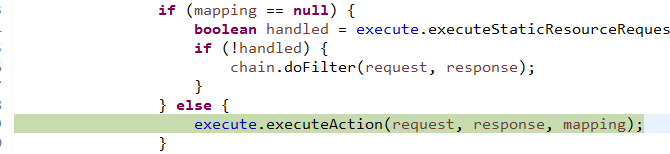 if (mapping == null) {
boolean handled = execute.executeStaticResourceReques
if (!handled) {
chain.doFilter(request, response);
}
} else {
execute.executeAction(request, response, mapping);
}